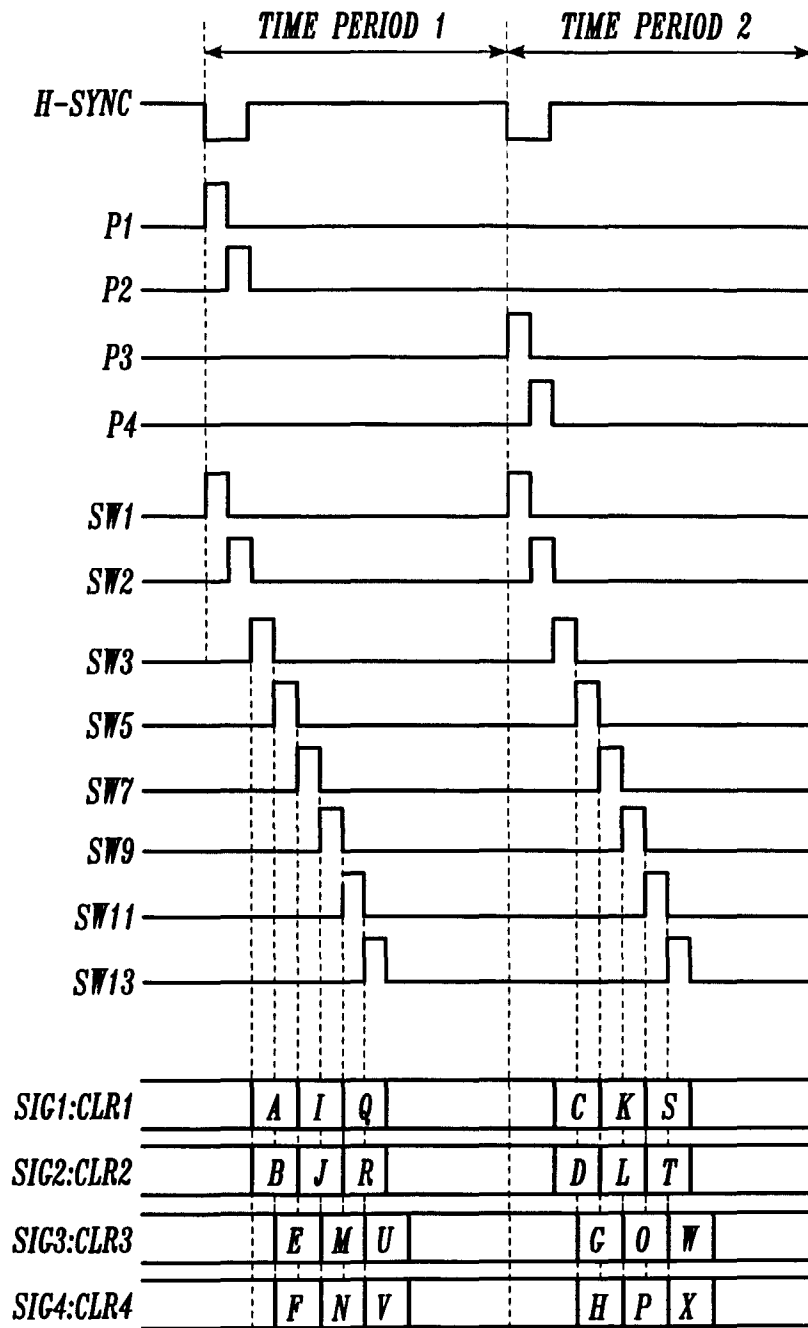 TIME PERIOD 1 TIME PERIOD 2
H-SYNC
P1
P2
P3
P4
SW1
SW2
SW3
SW5
SW7
SW9
SW11
SW13
SIG1:CLR1 A I Q C K S
SIG2:CLR2 B J R D L T
SIG3:CLR3 E M U G O W
SIG4:CLR4 F N V H P X